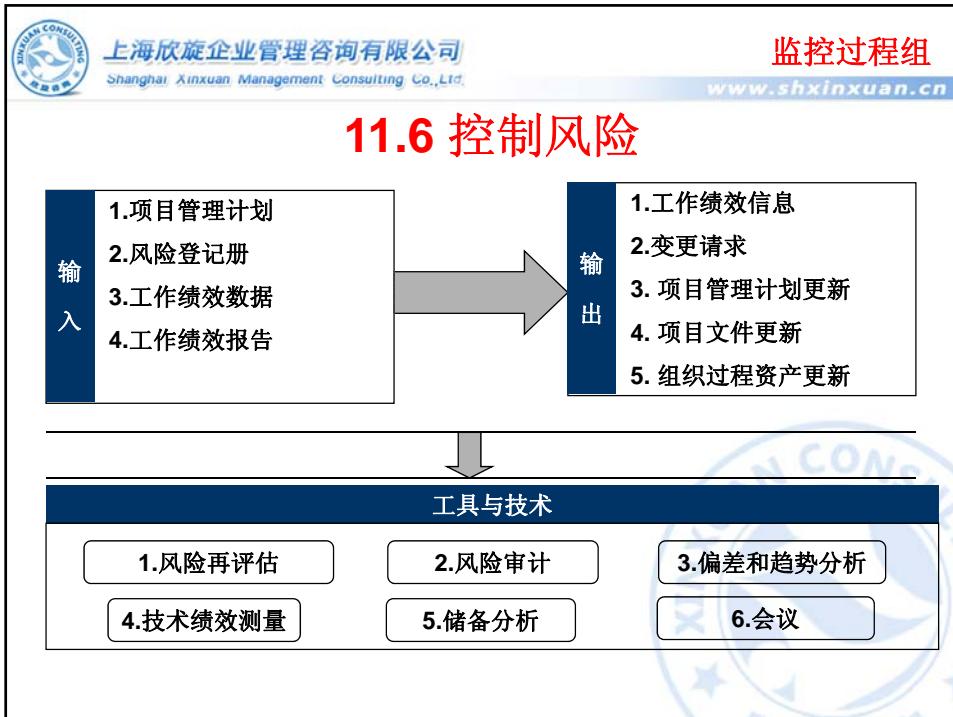 XINXUAN CONSULTING
欣旋咨询
上海欣旋企业管理咨询有限公司
Shanghai Xinxuan Management Consulting Co.,Ltd.
监控过程组
www.shxinxuan.cn
11.6 控制风险
输入
1.项目管理计划
2.风险登记册
3.工作绩效数据
4.工作绩效报告
输出
1.工作绩效信息
2.变更请求
3. 项目管理计划更新
4. 项目文件更新
5. 组织过程资产更新
工具与技术
1.风险再评估
2.风险审计
3.偏差和趋势分析
4.技术绩效测量
5.储备分析
6.会议